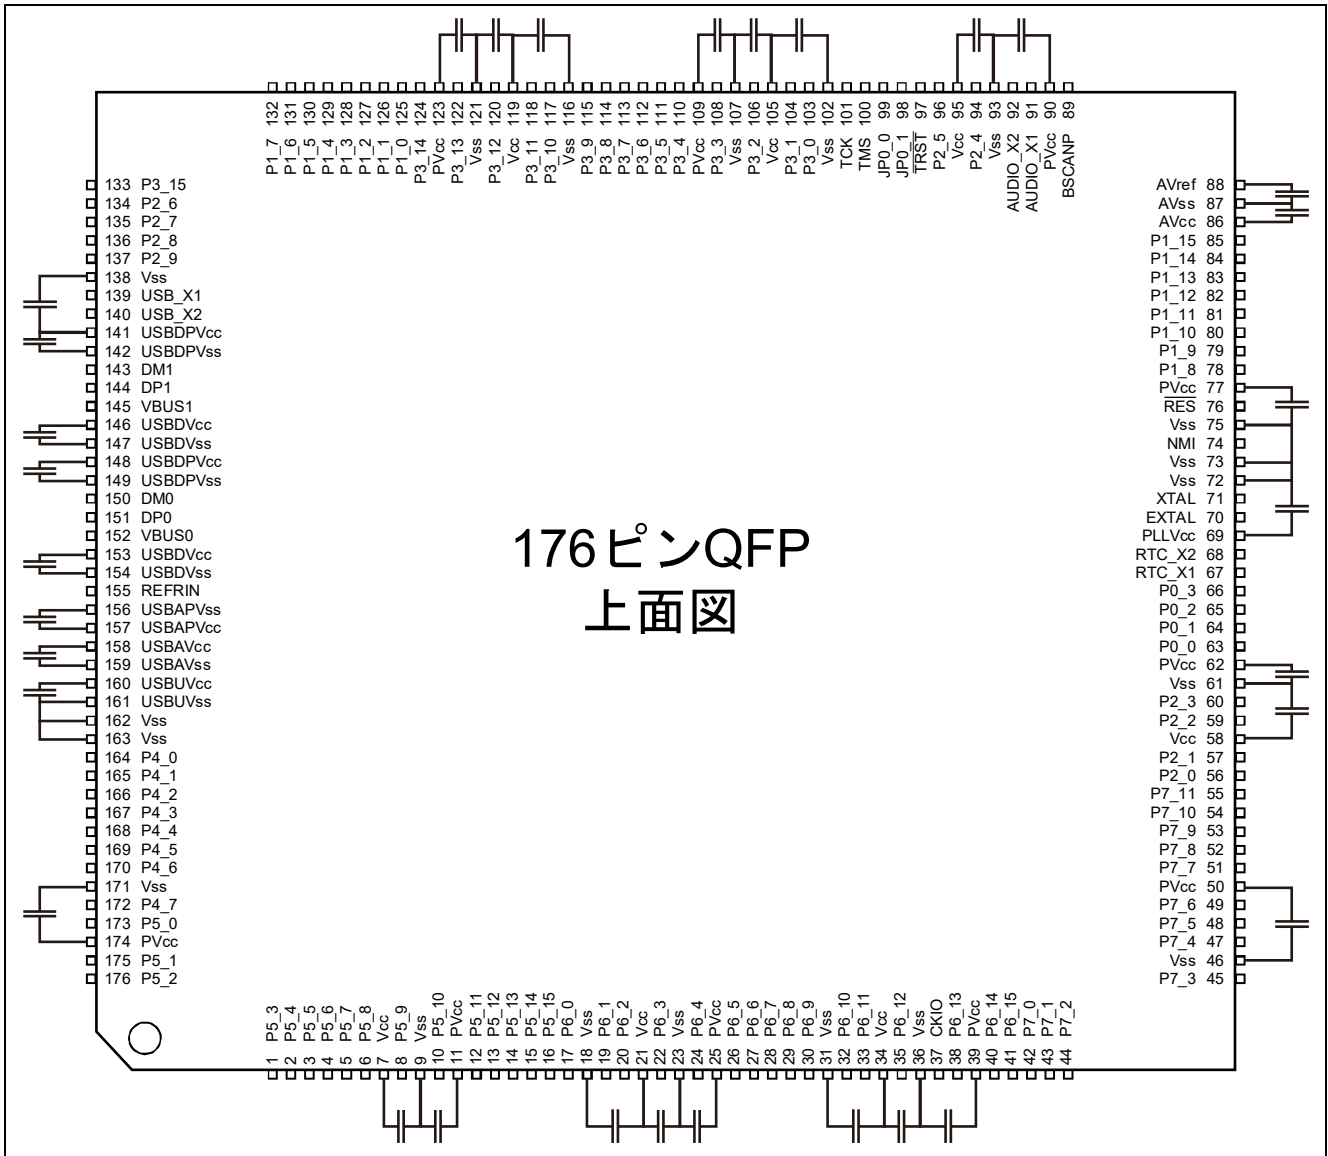 132 P1_7
131 P1_6
130 P1_5
129 P1_4
128 P1_3
127 P1_2
126 P1_1
125 P1_0
124 P3_14
123 PVcc
122 P3_13
121 Vss
120 P3_12
119 Vcc
118 P3_11
117 P3_10
116 Vss
115 P3_9
114 P3_8
113 P3_7
112 P3_6
111 P3_5
110 P3_4
109 PVcc
108 P3_3
107 Vss
106 P3_2
105 Vcc
104 P3_1
103 P3_0
102 Vss
101 TCK
100 TMS
99 JP0_0
98 JP0_1
97 TRST
96 P2_5
95 Vcc
94 P2_4
93 Vss
92 AUDIO_X2
91 AUDIO_X1
90 PVcc
89 BSCANP
133 P3_15
134 P2_6
135 P2_7
136 P2_8
137 P2_9
138 Vss
139 USB_X1
140 USB_X2
141 USBDPVcc
142 USBDPVss
143 DM1
144 DP1
145 VBUS1
146 USBDVcc
147 USBDVss
148 USBDPVcc
149 USBDPVss
150 DM0
151 DP0
152 VBUS0
153 USBDVcc
154 USBDVss
155 REFRIN
156 USBAPVss
157 USBAPVcc
158 USBAVcc
159 USBAVss
160 USBUVcc
161 USBUVss
162 Vss
163 Vss
164 P4_0
165 P4_1
166 P4_2
167 P4_3
168 P4_4
169 P4_5
170 P4_6
171 Vss
172 P4_7
173 P5_0
174 PVcc
175 P5_1
176 P5_2
176ピンQFP
上面図
AVref 88
AVss 87
AVcc 86
P1_15 85
P1_14 84
P1_13 83
P1_12 82
P1_11 81
P1_10 80
P1_9 79
P1_8 78
PVcc 77
RES 76
Vss 75
NMI 74
Vss 73
Vss 72
XTAL 71
EXTAL 70
PLLVcc 69
RTC_X2 68
RTC_X1 67
P0_3 66
P0_2 65
P0_1 64
P0_0 63
PVcc 62
Vss 61
P2_3 60
P2_2 59
Vcc 58
P2_1 57
P2_0 56
P7_11 55
P7_10 54
P7_9 53
P7_8 52
P7_7 51
PVcc 50
P7_6 49
P7_5 48
P7_4 47
Vss 46
P7_3 45
1 P5_3
2 P5_4
3 P5_5
4 P5_6
5 P5_7
6 P5_8
7 Vcc
8 P5_9
9 Vss
10 P5_10
11 PVcc
12 P5_11
13 P5_12
14 P5_13
15 P5_14
16 P5_15
17 P6_0
18 Vss
19 P6_1
20 P6_2
21 Vcc
22 P6_3
23 Vss
24 P6_4
25 PVcc
26 P6_5
27 P6_6
28 P6_7
29 P6_8
30 P6_9
31 Vss
32 P6_10
33 P6_11
34 Vcc
35 P6_12
36 Vss
37 CKIO
38 P6_13
39 PVcc
40 P6_14
41 P6_15
42 P7_0
43 P7_1
44 P7_2